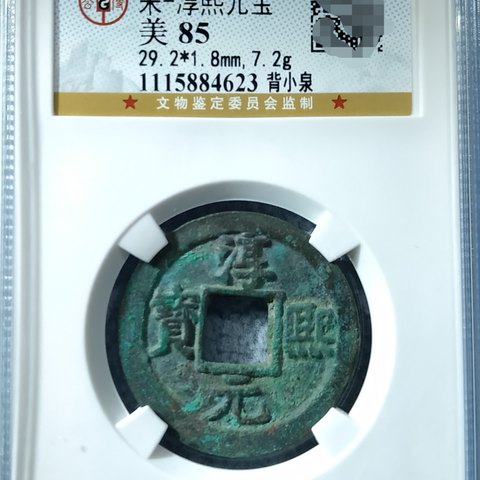 宋-淳熙元宝
美 85
29.2*1.8mm,7.2g
1115884623 背小泉
★ 文物鉴定委员会监制 ★
淳熙元寳